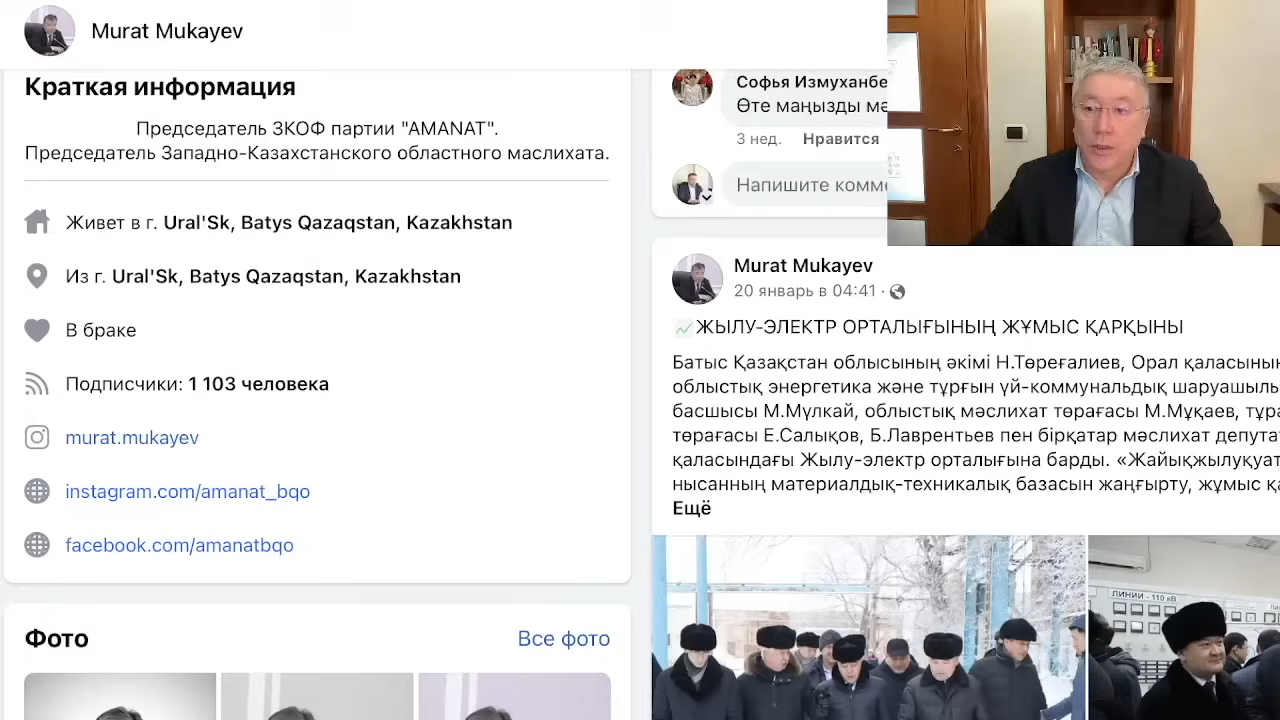 Murat Mukayev
Краткая информация
Председатель ЗКОФ партии "AMANAT".
Председатель Западно-Казахстанского областного маслихата.
Живет в г. Ural'Sk, Batys Qazaqstan, Kazakhstan
Из г. Ural'Sk, Batys Qazaqstan, Kazakhstan
В браке
Подписчики: 1 103 человека
murat.mukayev
instagram.com/amanat_bqo
facebook.com/amanatbqo
Фото
Все фото
Софья Измуханбе
Өте маңызды мә
3 нед. Нравится
Напишите комме
Murat Mukayev
20 январь в 04:41 ·
ЖЫЛУ-ЭЛЕКТР ОРТАЛЫҒЫНЫҢ ЖҰМЫС ҚАРҚЫНЫ
Батыс Қазақстан облысының әкімі Н.Төреғалиев, Орал қаласының
облыстық энергетика және тұрғын үй-коммуналдық шаруашылы
басшысы М.Мүлкай, облыстық мәслихат төрағасы М.Мұқаев, тұра
төрағасы Е.Салықов, Б.Лаврентьев пен бірқатар мәслихат депутат
қаласындағы Жылу-электр орталығына барды. «Жайықжылуқуат
нысанның материалдық-техникалық базасын жаңғырту, жұмыс қа
Ещё
ЛИНИИ - 110 кВ